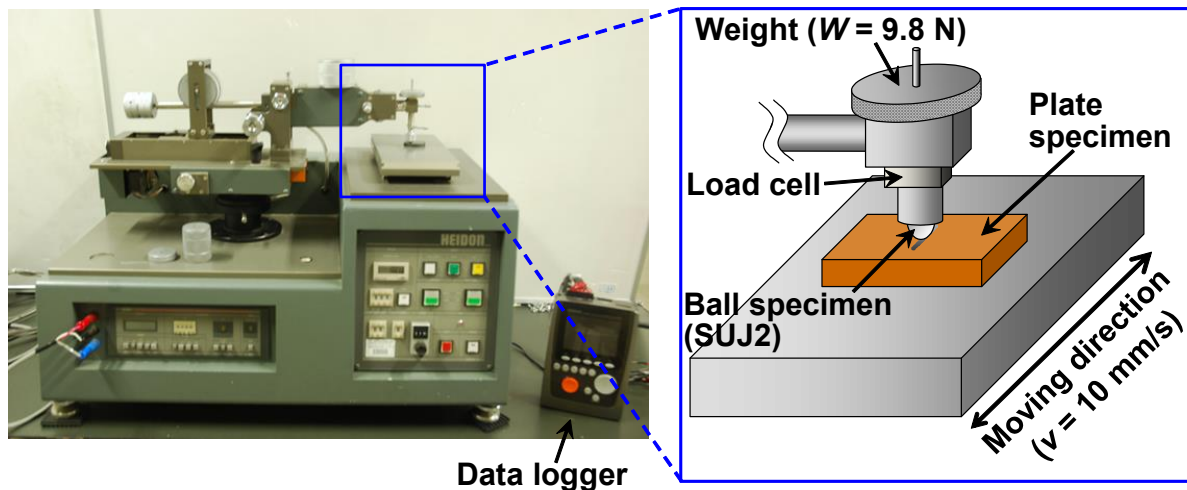 Weight (W = 9.8 N)
Plate
specimen
Load cell
Ball specimen
(SUJ2)
Moving direction
(v = 10 mm/s)
HEIDON
Data logger